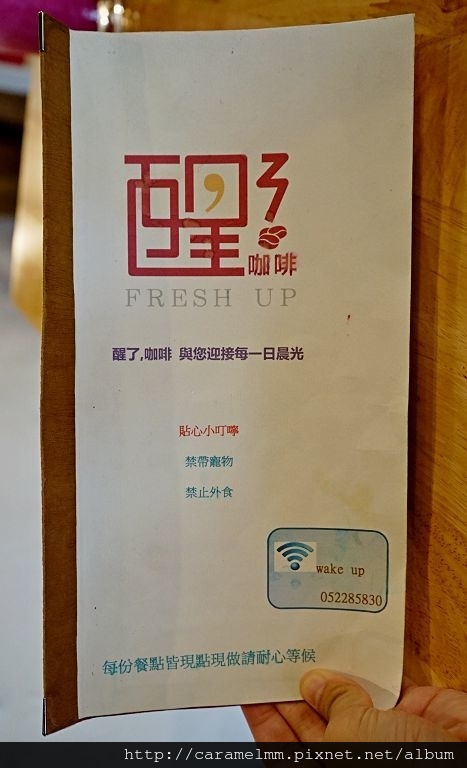 醒了
咖啡
FRESH UP
醒了,咖啡 與您迎接每一日晨光
貼心小叮嚀
禁帶寵物
禁止外食
wake up
052285830
每份餐點皆現點現做請耐心等候
http://caramelmm.pixnet.net/album